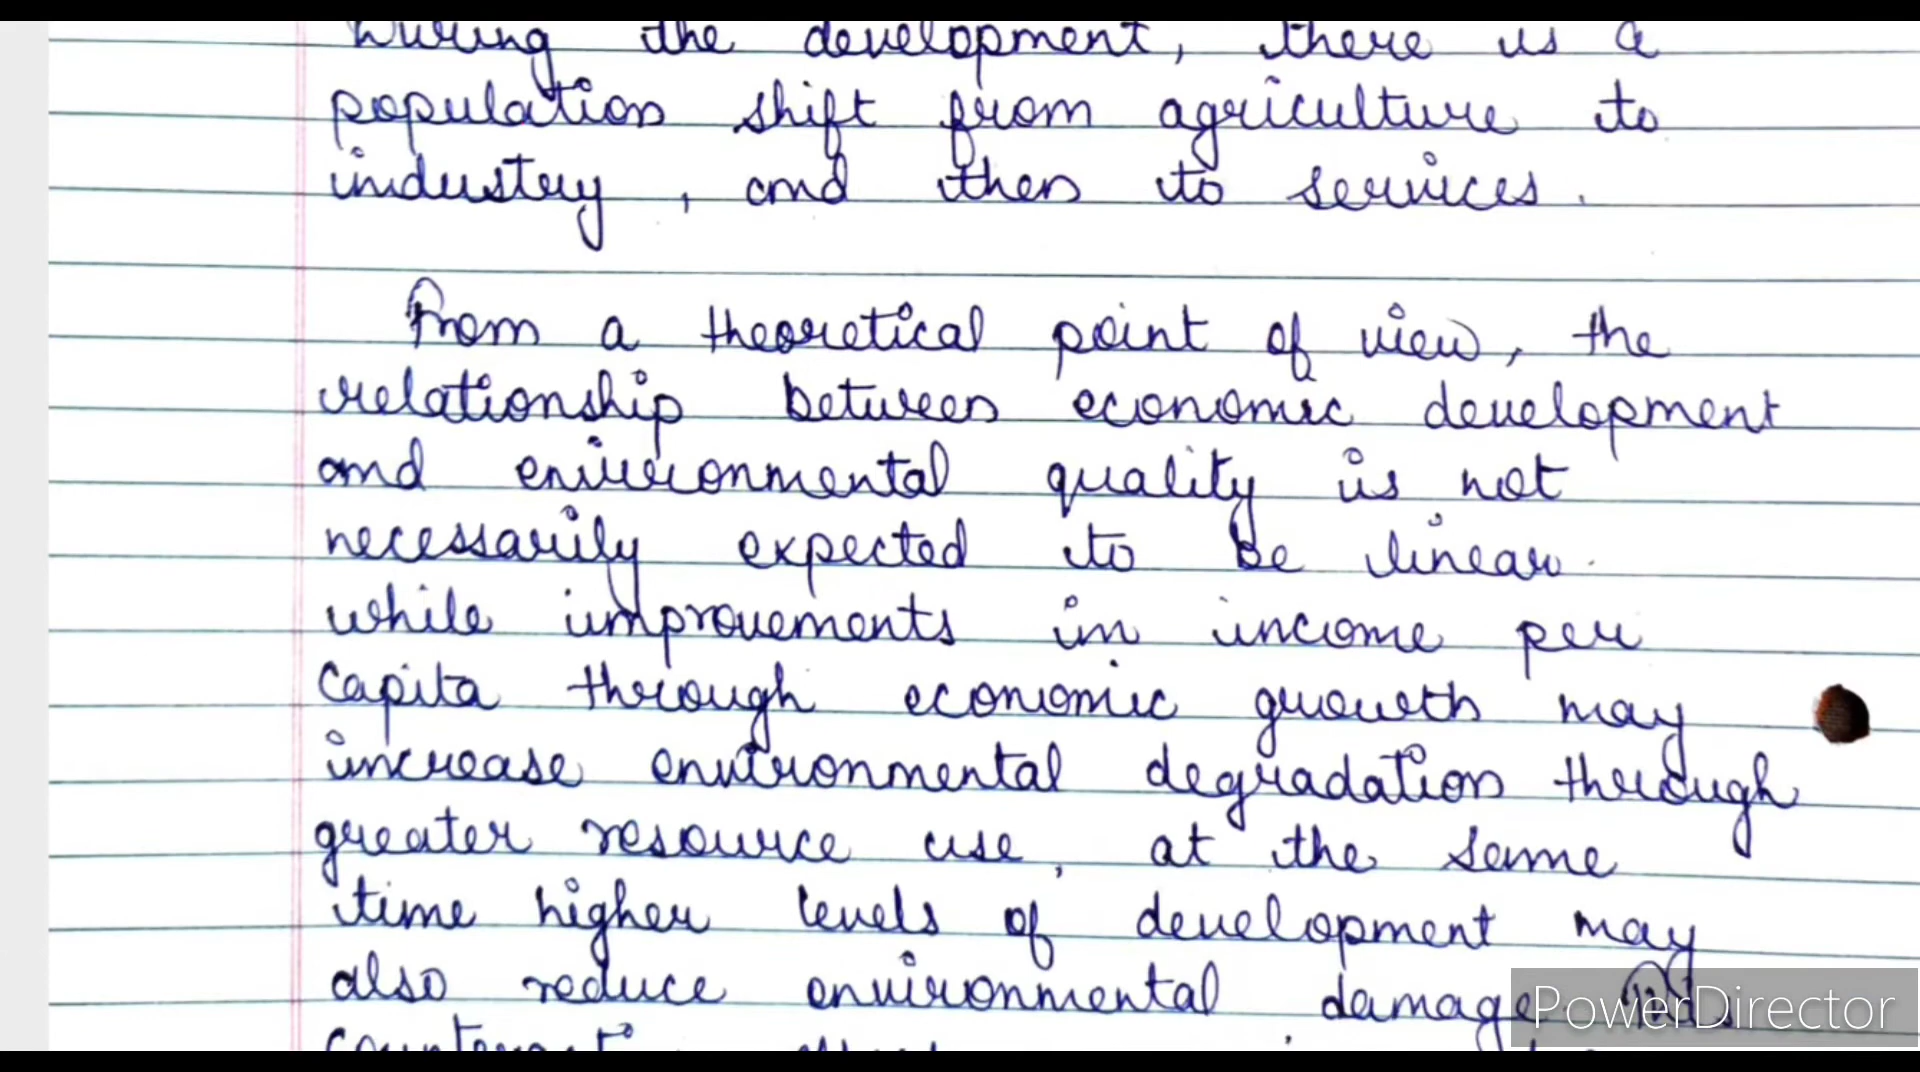 During the development, there is a
population shift from agriculture to
industry, and then to services.
From a theoretical point of view, the
relationship between economic development
and environmental quality is not
necessarily expected to be linear.
while improvements in income per
capita through economic growth may
increase environmental degradation through
greater resource use, at the same
time higher levels of development may
also reduce environmental damage
PowerDirector